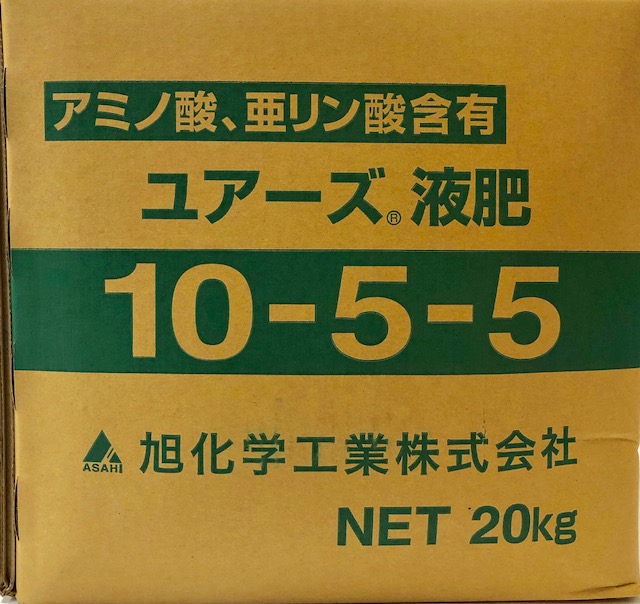 アミノ酸、亜リン酸含有
ユアーズ® 液肥
10-5-5
ASAHI 旭化学工業株式会社
NET 20kg